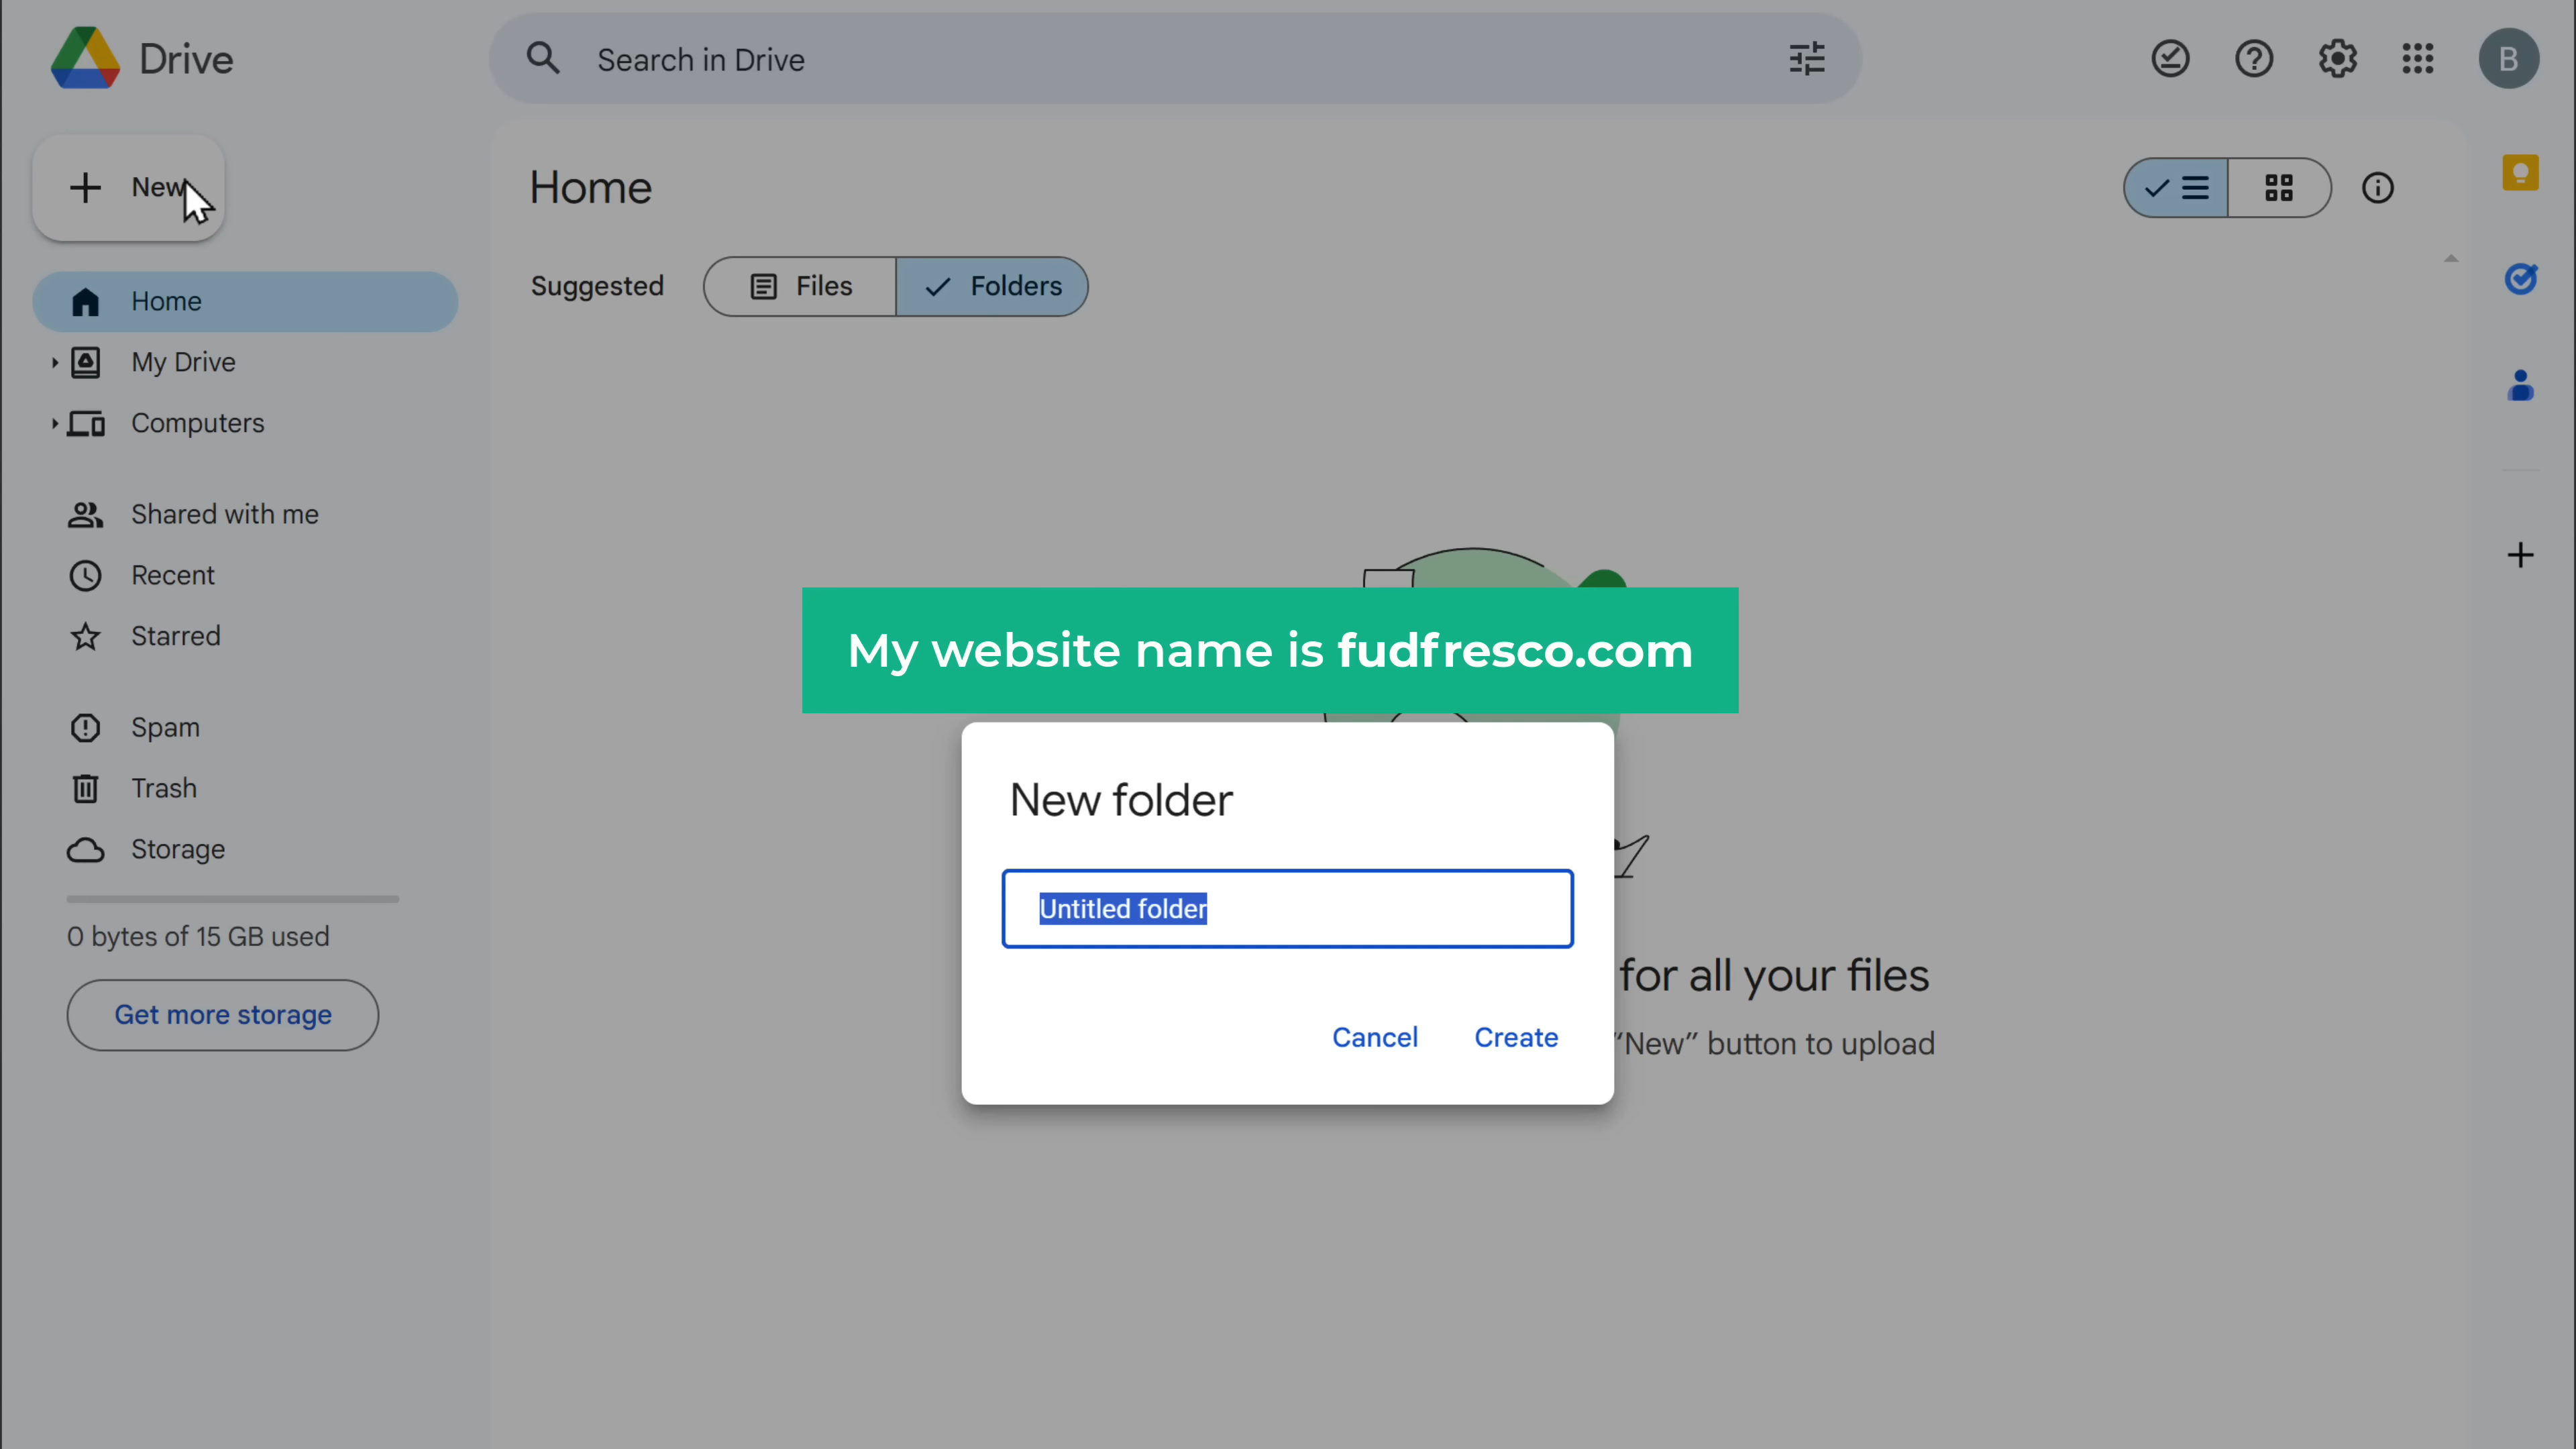 Drive
Search in Drive
B
New
Home
My Drive
Computers
Shared with me
Recent
Starred
Spam
Trash
Storage
0 bytes of 15 GB used
Get more storage
Home
Suggested
Files
Folders
My website name is fudfresco.com
New folder
Untitled folder
Cancel
Create
for all your files
“New” button to upload